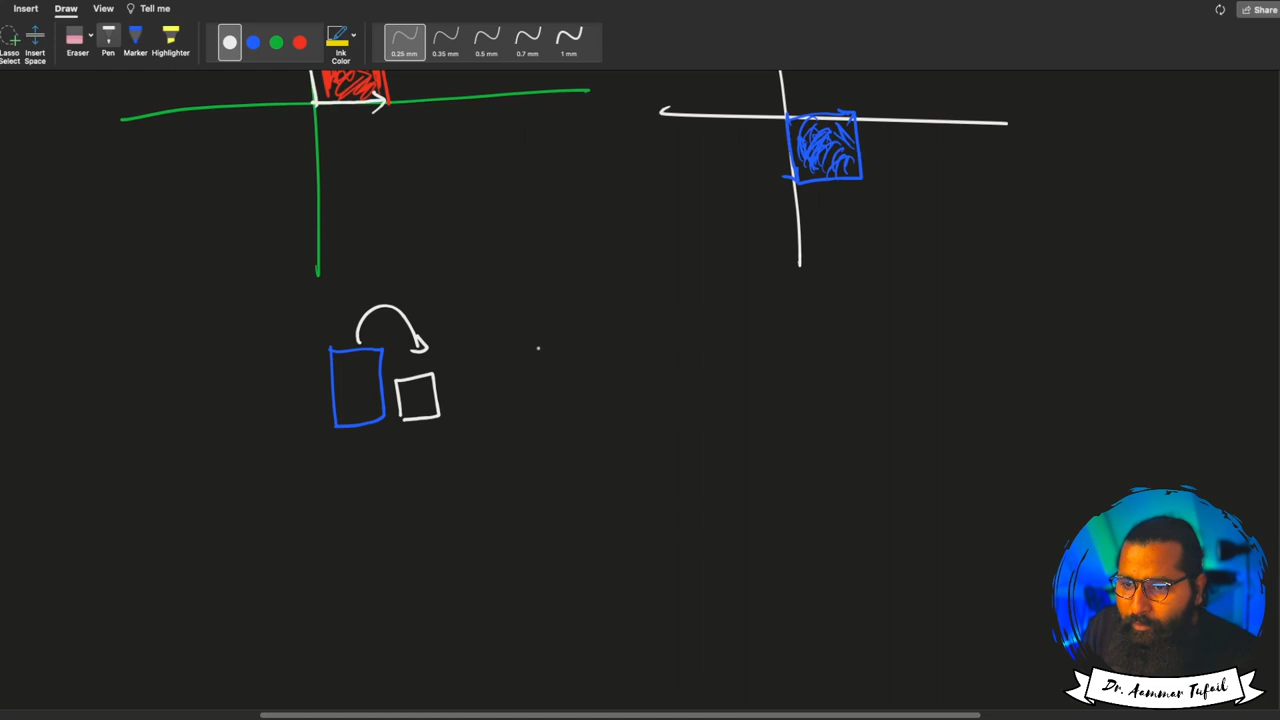 Insert Draw View Tell me Share
Lasso Select
Insert Space
Eraser
Pen
Marker
Highlighter
Ink Color
0.25 mm
0.35 mm
0.5 mm
0.7 mm
1 mm
Dr. Aammar Tufail